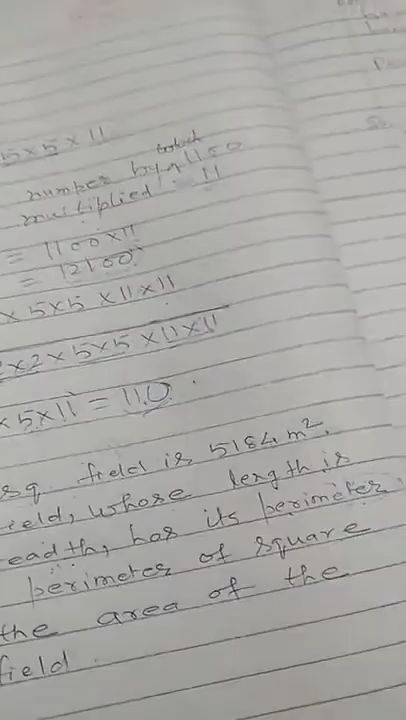 5×5×11
number by which
1100
multiplied = 11
= 1100×11
= 12100
× 5×5 ×11×11
2×2×5×5×11×11
×5×11 = 110.
sq field is 5184 m².
ield, whose length is
eadth, has its perimeter
perimeter of square
the area of the
field.